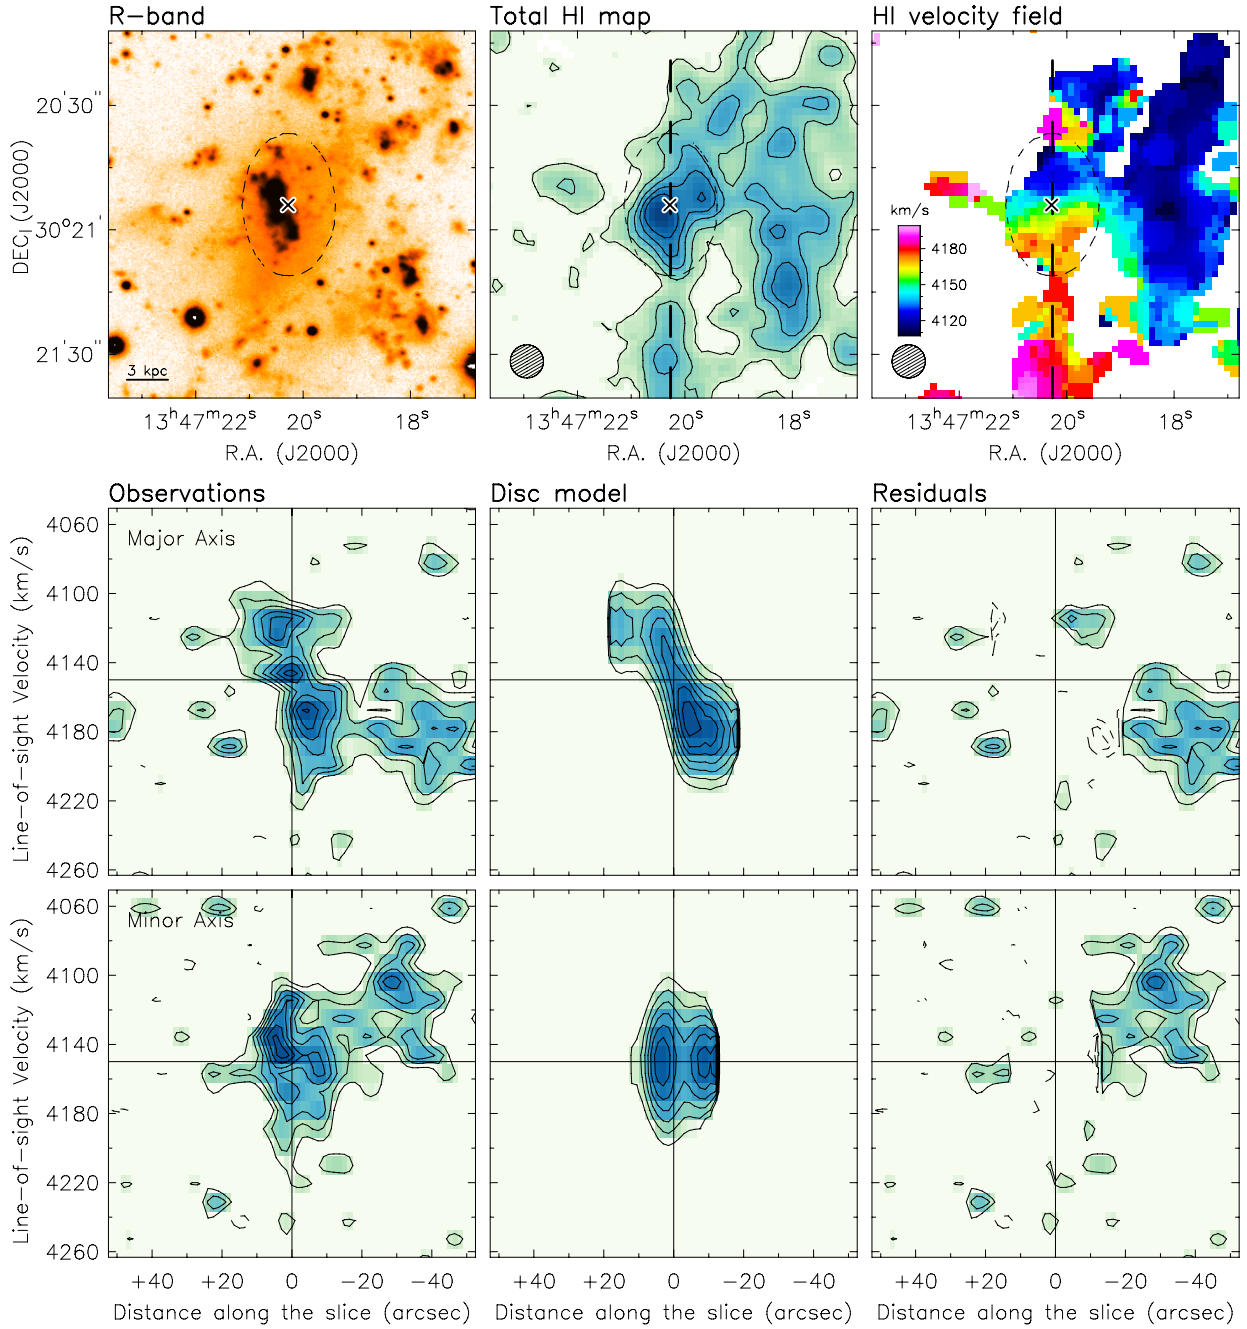 R-band
Total HI map
HI velocity field
20'30"
30°21'
21'30"
DEC (J2000)
3 kpc
km/s
4180
4150
4120
13ʰ47ᵐ22ˢ 20ˢ 18ˢ
13ʰ47ᵐ22ˢ 20ˢ 18ˢ
13ʰ47ᵐ22ˢ 20ˢ 18ˢ
R.A. (J2000)
R.A. (J2000)
R.A. (J2000)
Observations
Disc model
Residuals
Major Axis
4060
4100
4140
4180
4220
4260
Line-of-sight Velocity (km/s)
Minor Axis
4060
4100
4140
4180
4220
4260
Line-of-sight Velocity (km/s)
+40 +20 0 -20 -40
+40 +20 0 -20 -40
+40 +20 0 -20 -40
Distance along the slice (arcsec)
Distance along the slice (arcsec)
Distance along the slice (arcsec)